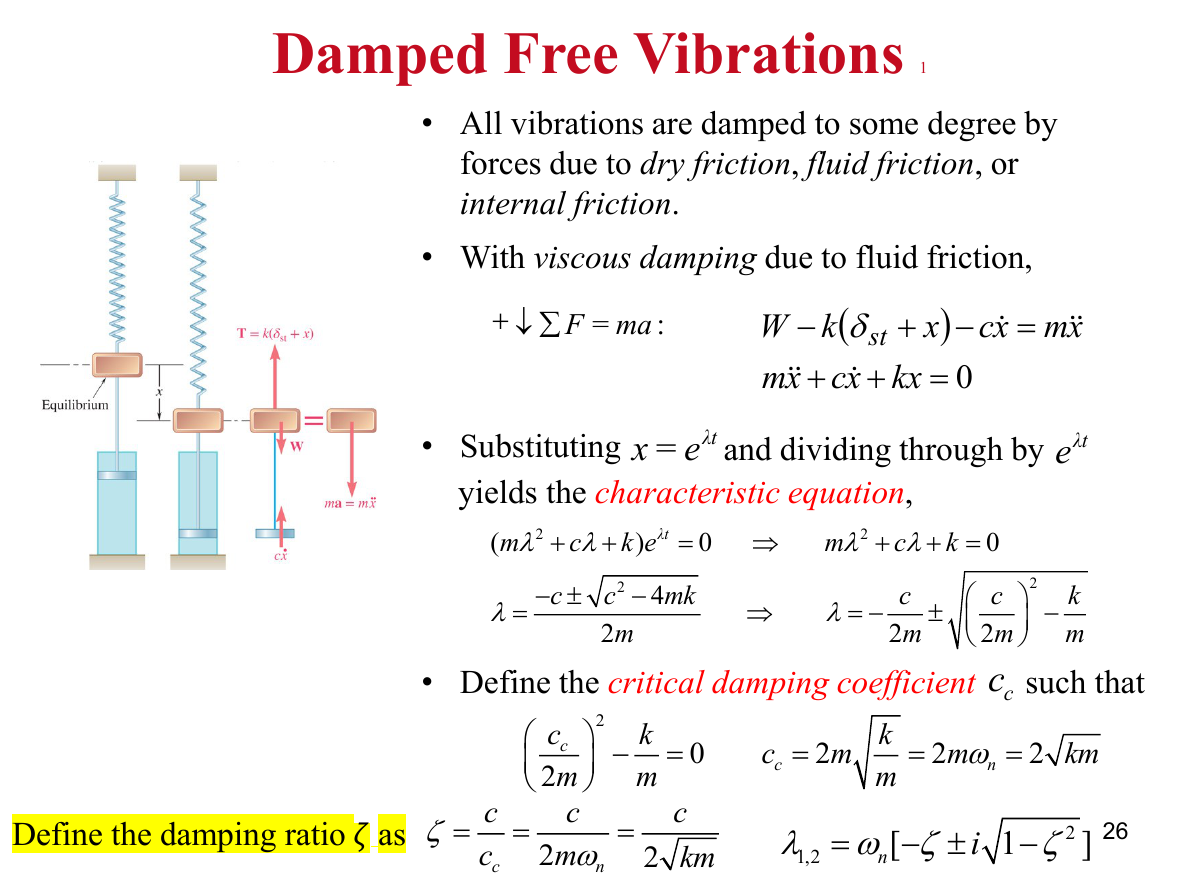 Damped Free Vibrations 1
• All vibrations are damped to some degree by
forces due to dry friction, fluid friction, or
internal friction.
• With viscous damping due to fluid friction,
+↓∑F = ma:
W − k(δ_st + x) − cẋ = mẍ
mẍ + cẋ + kx = 0
T = k(δ_st + x)
x
Equilibrium
=
W
ma = mẍ
cẋ
• Substituting x = e^{λt} and dividing through by e^{λt}
yields the characteristic equation,
(mλ² + cλ + k)e^{λt} = 0 ⇒ mλ² + cλ + k = 0
λ = (−c ± √(c² − 4mk))/(2m) ⇒ λ = −c/(2m) ± √((c/(2m))² − k/m)
• Define the critical damping coefficient c_c such that
(c_c/(2m))² − k/m = 0 c_c = 2m√(k/m) = 2mω_n = 2√(km)
Define the damping ratio ζ as ζ = c/c_c = c/(2mω_n) = c/(2√(km)) λ_{1,2} = ω_n[−ζ ± i√(1 − ζ²)]
26